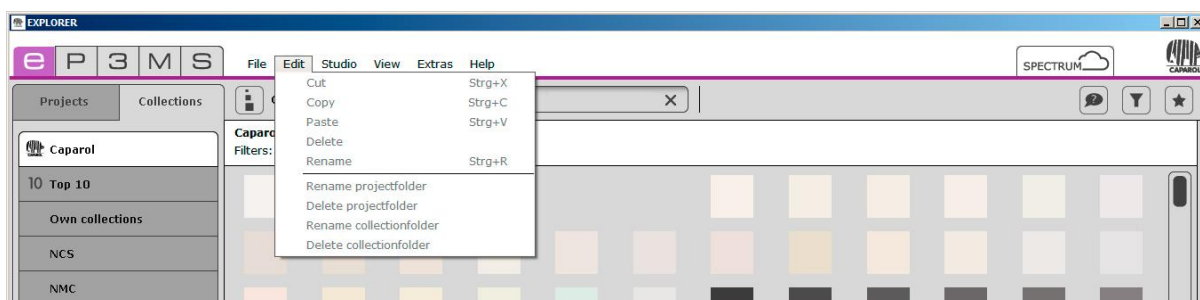 EXPLORER
e P 3 M S
File Edit Studio View Extras Help
SPECTRUM
CAPAROL
Projects Collections
Cut Strg+X
Copy Strg+C
Paste Strg+V
Delete
Rename Strg+R
Rename projectfolder
Delete projectfolder
Rename collectionfolder
Delete collectionfolder
Filters:
Caparol
10 Top 10
Own collections
NCS
NMC